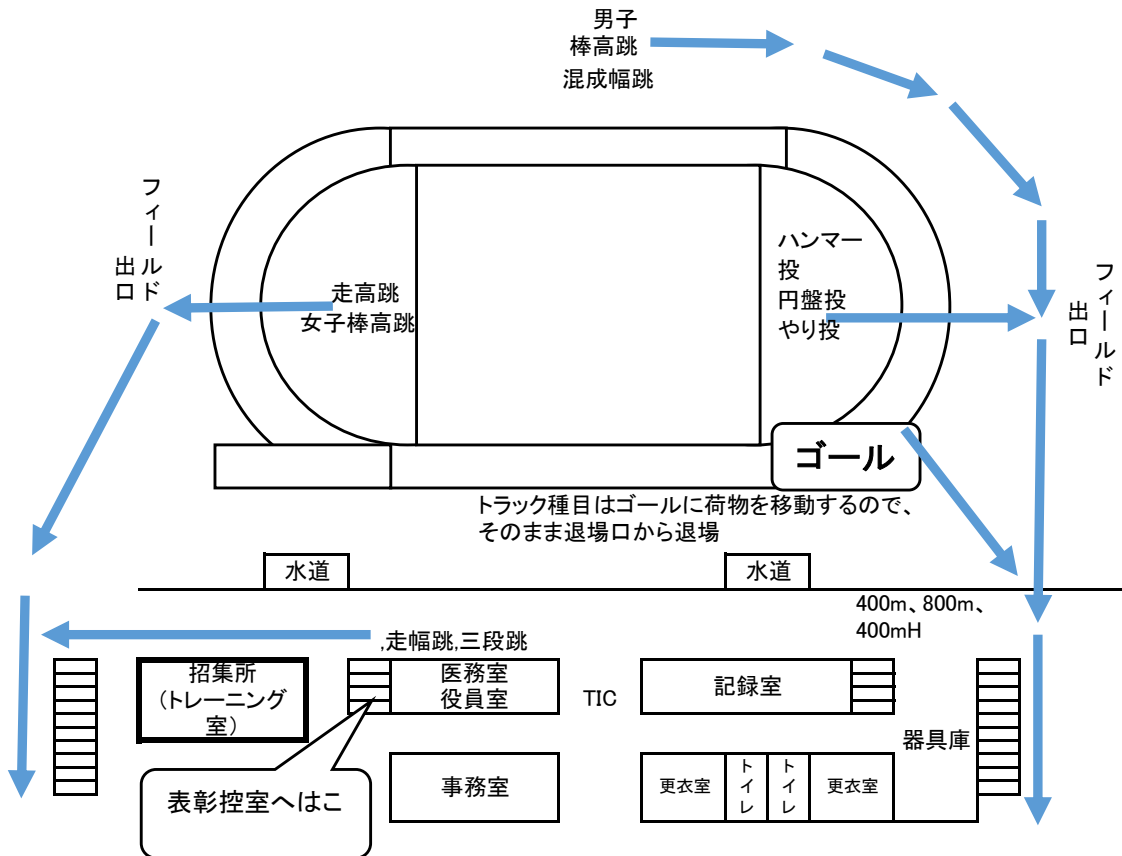 男子
棒高跳
混成幅跳
フィールド
出口
走高跳
女子棒高跳
ハンマー
投
円盤投
やり投
フィールド
出口
ゴール
トラック種目はゴールに荷物を移動するので、
そのまま退場口から退場
水道
水道
400m、800m、
400mH
,走幅跳,三段跳
招集所
(トレーニング
室)
医務室
役員室
TIC
記録室
器具庫
表彰控室へはこ
事務室
更衣室
トイレ
トイレ
更衣室